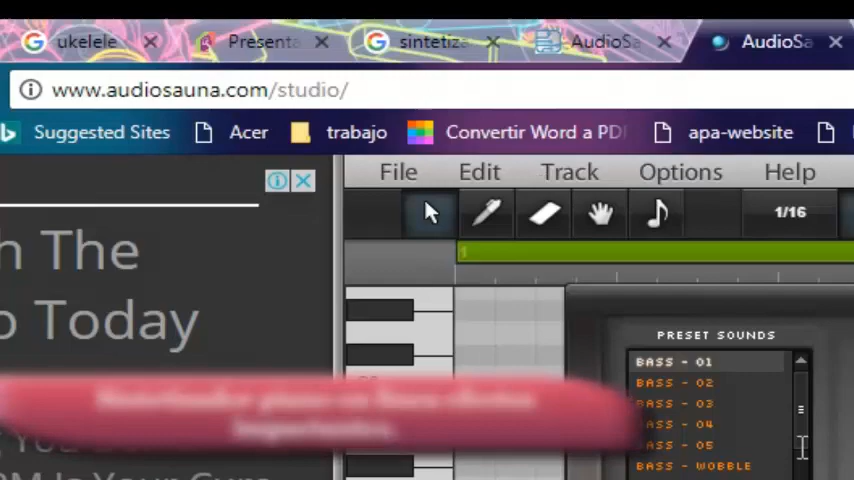 ukelele
Presenta
sintetiza
AudioSa
AudioSa
www.audiosauna.com/studio/
Suggested Sites
Acer
trabajo
Convertir Word a PD
apa-website
File Edit Track Options Help
1/16
1
h The
Today
PRESET SOUNDS
BASS - 01
BASS - 02
BASS - 03
BASS - 04
BASS - 05
BASS - WOBBLE